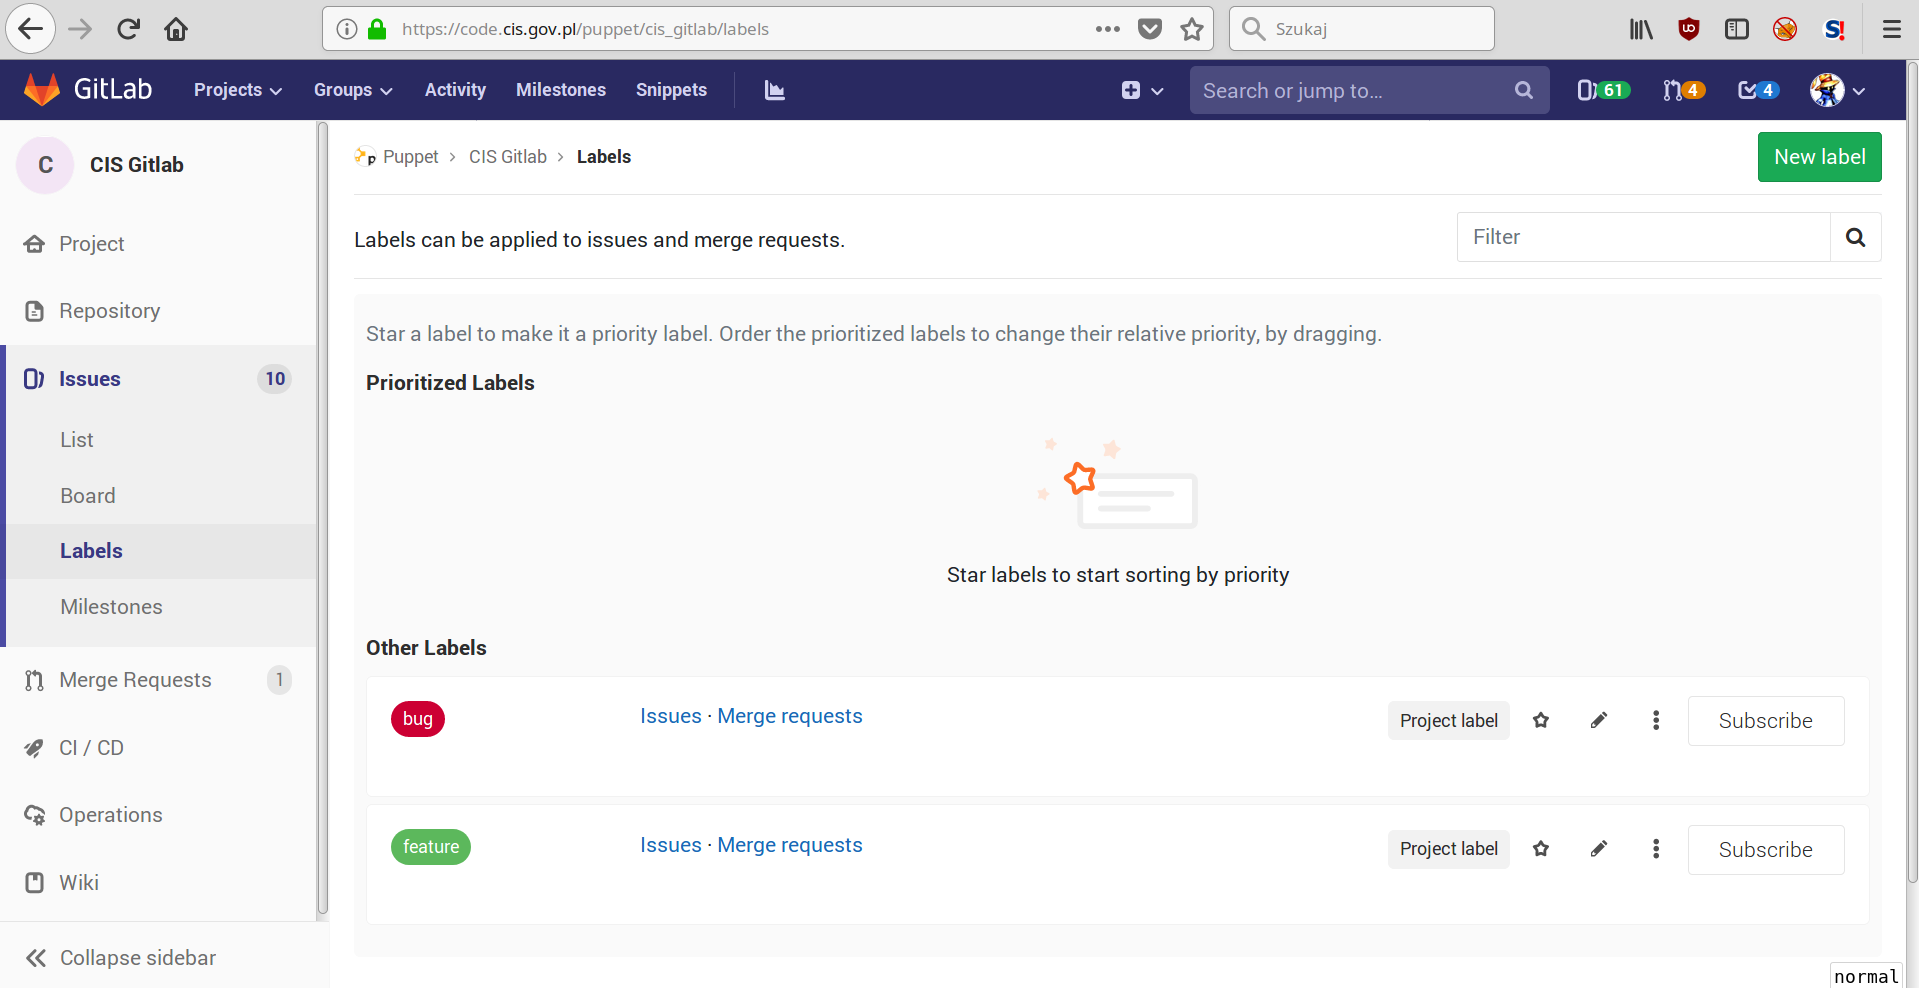 https://code.cis.gov.pl/puppet/cis_gitlab/labels
Szukaj
GitLab Projects Groups Activity Milestones Snippets Search or jump to... 61 4 4
C CIS Gitlab
Puppet › CIS Gitlab › Labels
New label
Project
Labels can be applied to issues and merge requests.
Filter
Repository
Star a label to make it a priority label. Order the prioritized labels to change their relative priority, by dragging.
Issues 10
Prioritized Labels
List
Board
Labels
Star labels to start sorting by priority
Milestones
Other Labels
Merge Requests 1
bug Issues · Merge requests Project label Subscribe
CI / CD
Operations
feature Issues · Merge requests Project label Subscribe
Wiki
Collapse sidebar
normal